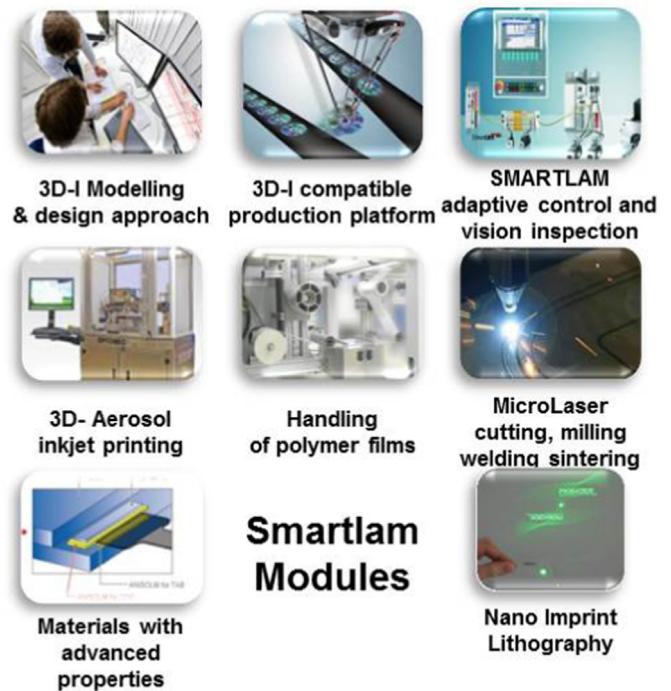 3D-I Modelling
& design approach
3D-I compatible
production platform
SMARTLAM
adaptive control and
vision inspection
3D- Aerosol
inkjet printing
Handling
of polymer films
MicroLaser
cutting, milling
welding sintering
Materials with
advanced
properties
Smartlam
Modules
Nano Imprint
Lithography